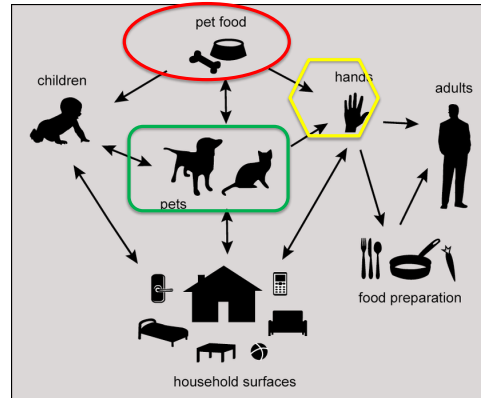 pet food
children
hands
adults
pets
food preparation
household surfaces